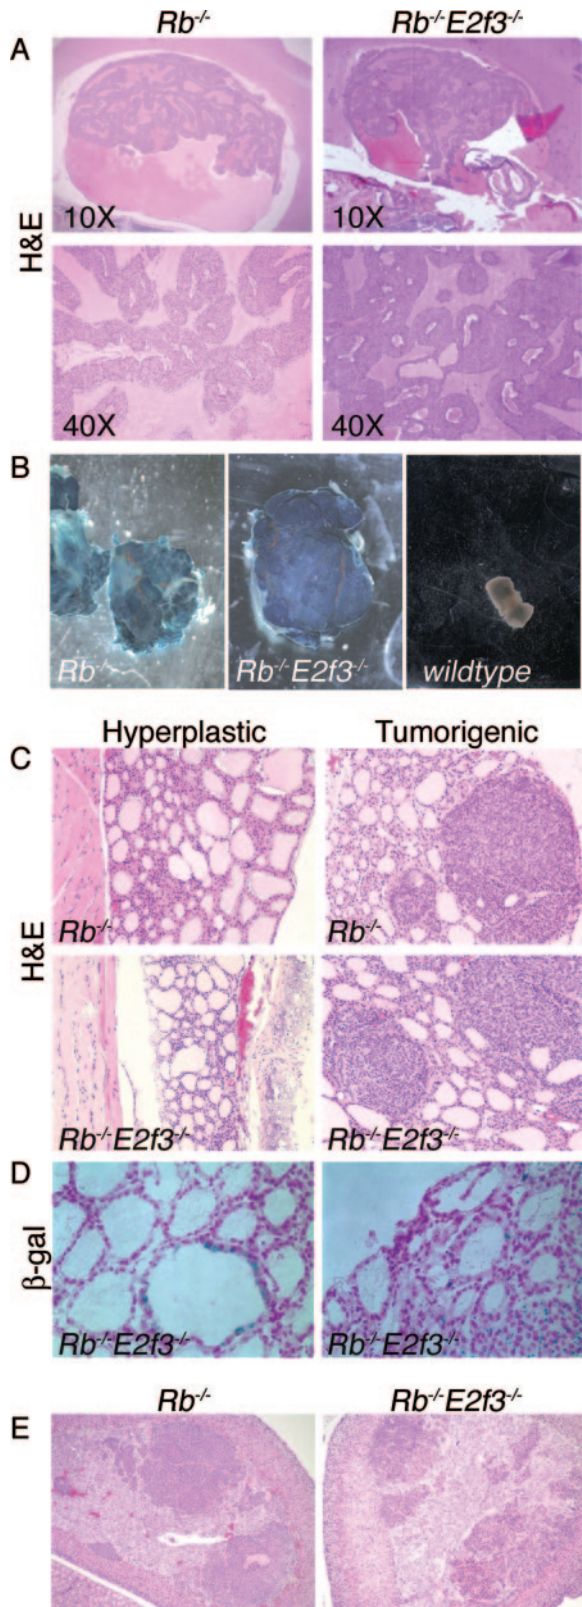 Rb-/- Rb-/-E2f3-/-
A
H&E
10X 10X
40X 40X
B
Rb-/- Rb-/-E2f3-/- wildtype
Hyperplastic Tumorigenic
C
H&E
Rb-/- Rb-/-
Rb-/-E2f3-/- Rb-/-E2f3-/-
D
β-gal
Rb-/-E2f3-/- Rb-/-E2f3-/-
Rb-/- Rb-/-E2f3-/-
E